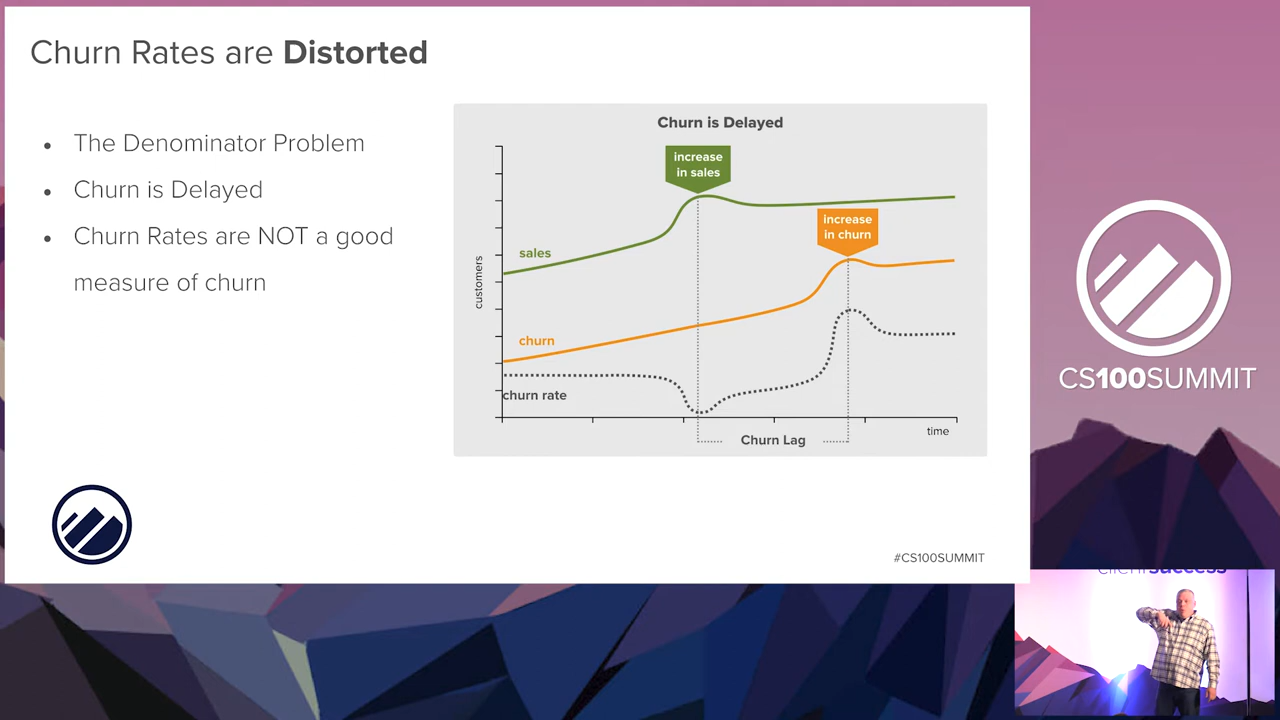 Churn Rates are Distorted
• The Denominator Problem
• Churn is Delayed
• Churn Rates are NOT a good
measure of churn
Churn is Delayed
increase
in sales
increase
in churn
sales
customers
churn
churn rate
time
Churn Lag
#CS100SUMMIT
CS100SUMMIT
clientsuccess